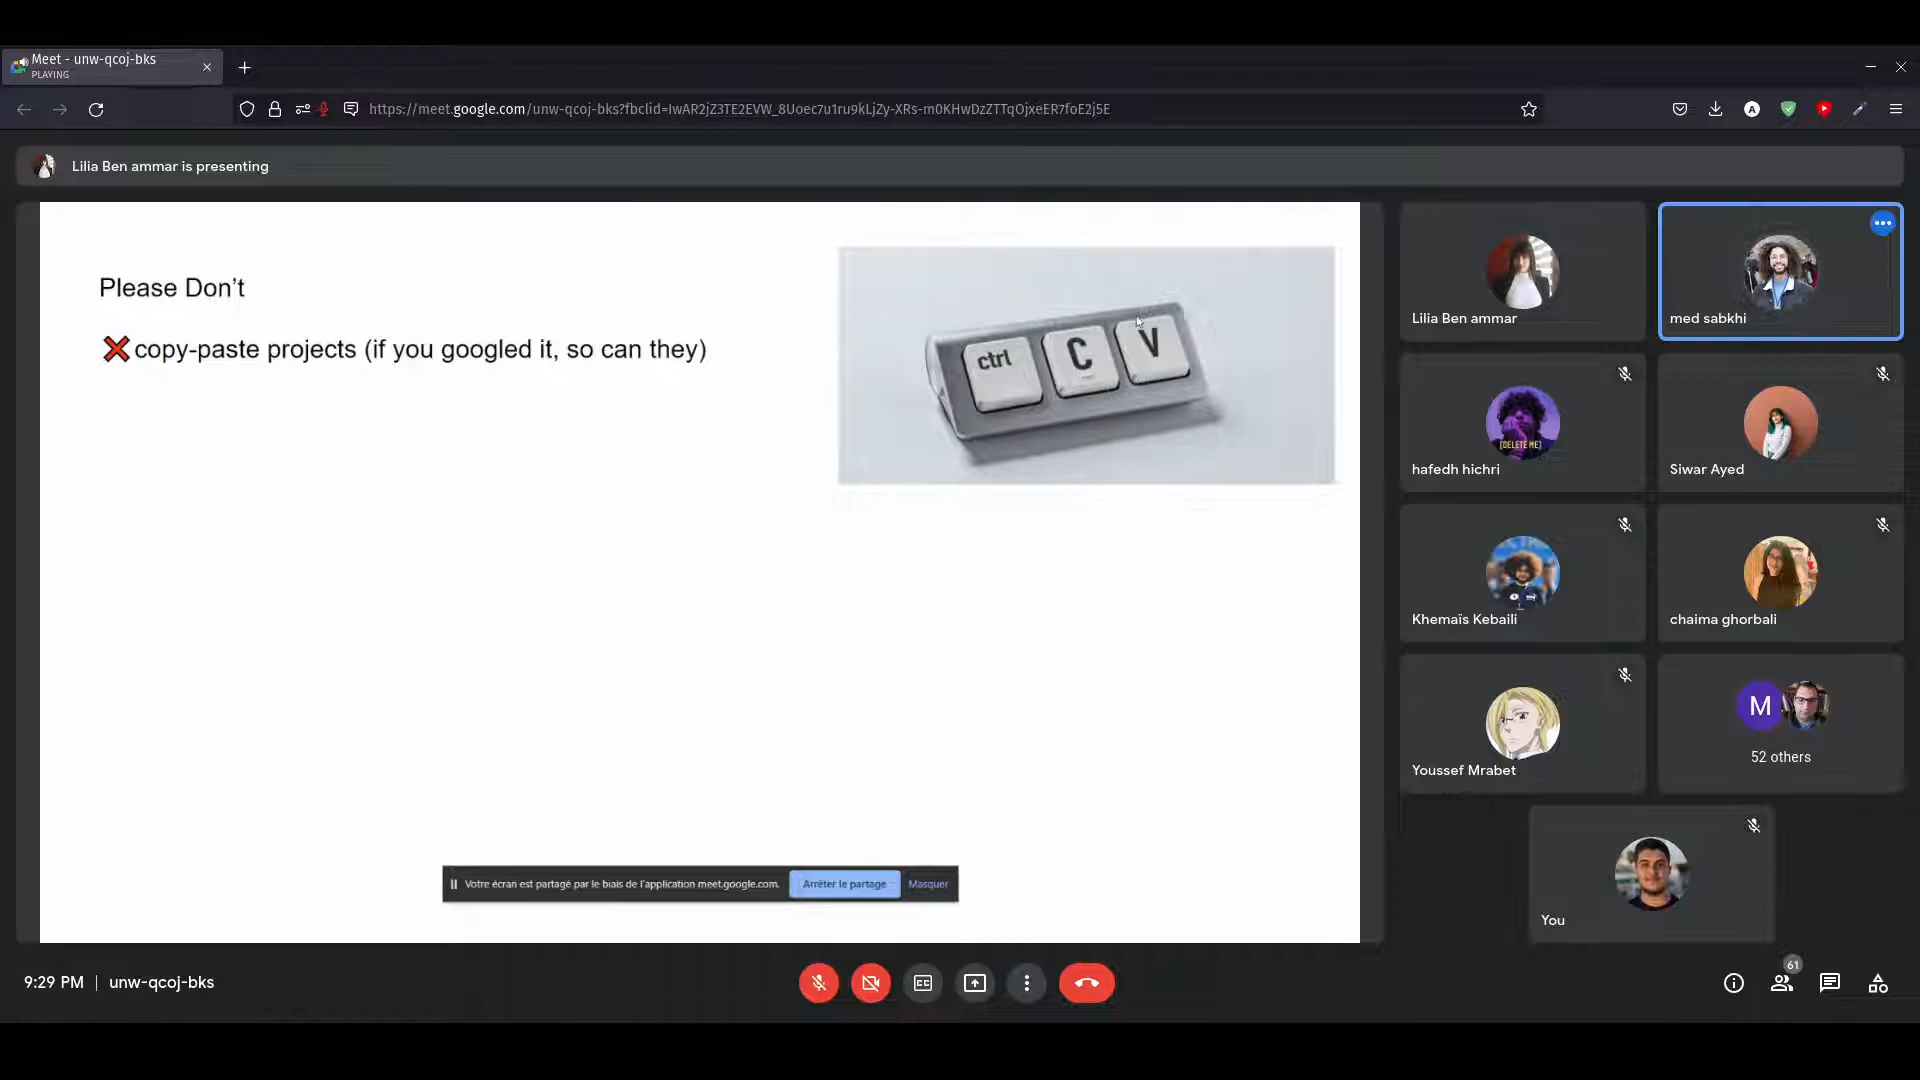 Meet - unw-qcoj-bks
PLAYING
https://meet.google.com/unw-qcoj-bks?fbclid=IwAR2jZ3TE2EVW_8Uoec7u1ru9kLjZy-XRs-m0KHwDzZTTqOjxeER7foE2j5E
A
Lilia Ben ammar is presenting
Please Don't
❌ copy-paste projects (if you googled it, so can they)
ctrl C V
Votre écran est partagé par le biais de l'application meet.google.com. Arrêter le partage Masquer
Lilia Ben ammar
med sabkhi
[DELETE ME]
hafedh hichri
Siwar Ayed
Khemaïs Kebaili
chaima ghorbali
Youssef Mrabet
M
52 others
You
9:29 PM | unw-qcoj-bks
CC
61